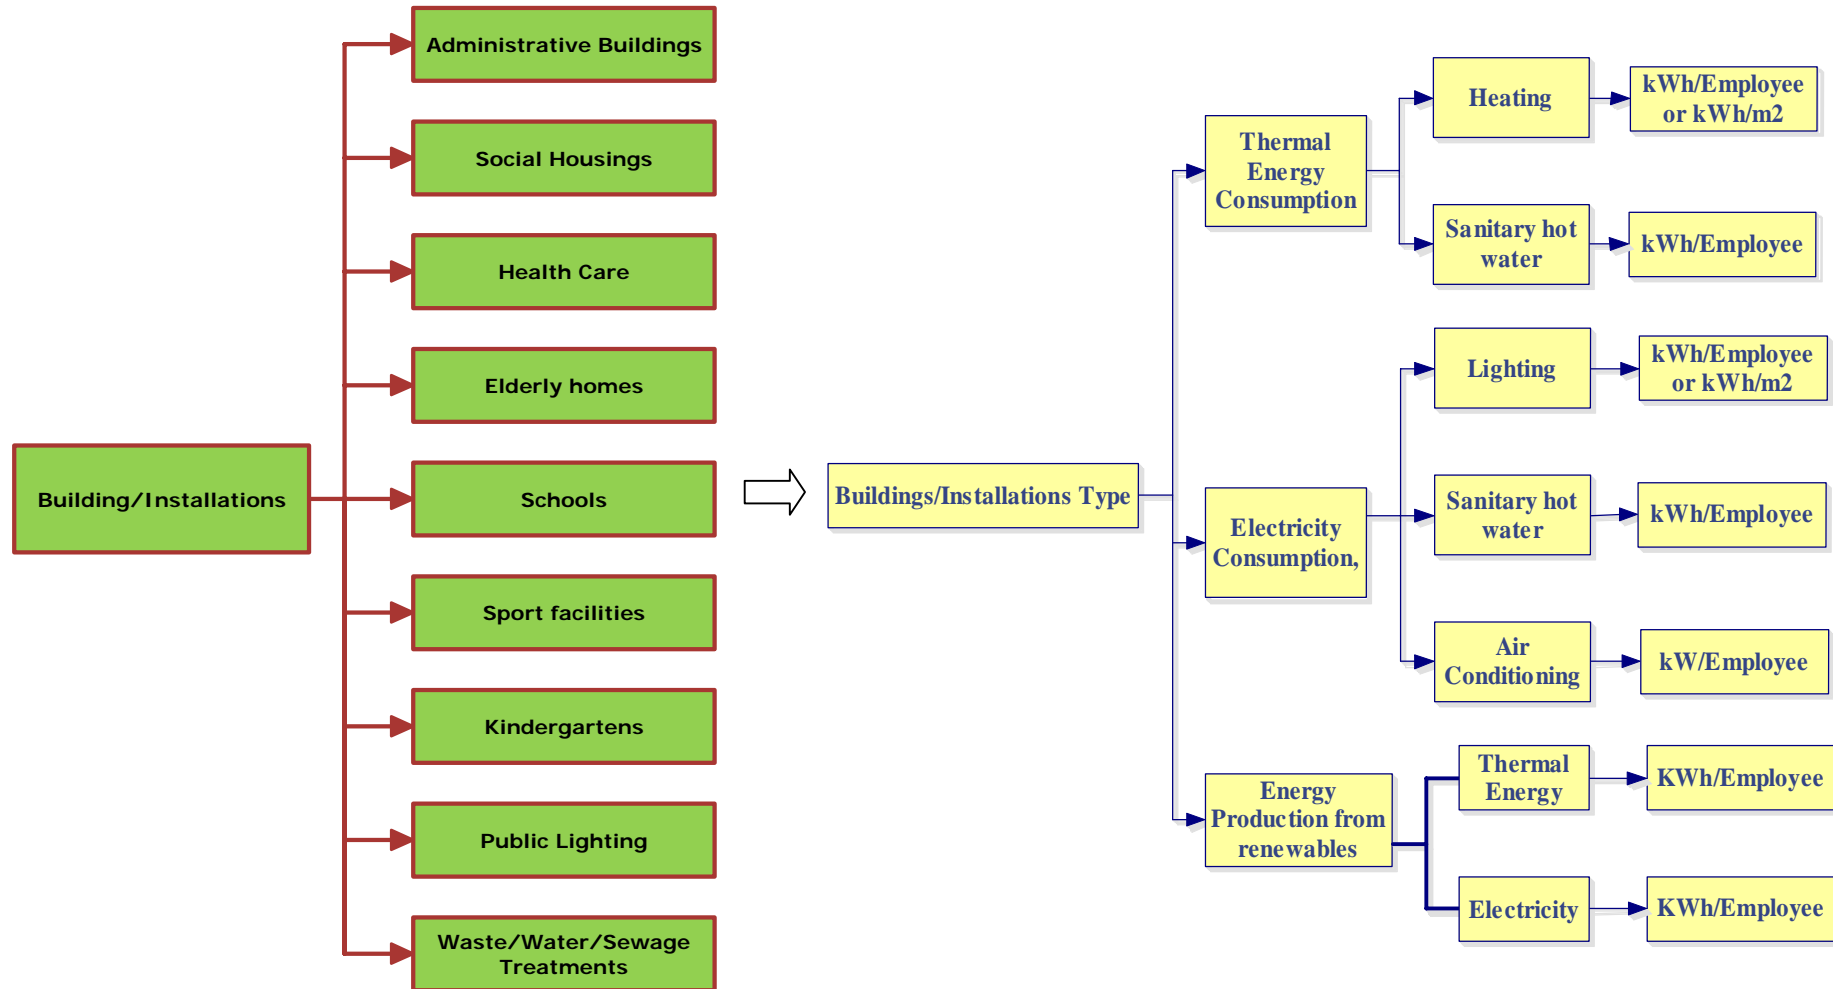 Building/Installations
Administrative Buildings
Social Housings
Health Care
Elderly homes
Schools
Sport facilities
Kindergartens
Public Lighting
Waste/Water/Sewage
Treatments
Buildings/Installations Type
Thermal
Energy
Consumption
Heating
kWh/Employee
or kWh/m2
Sanitary hot
water
kWh/Employee
Electricity
Consumption,
Lighting
kWh/Employee
or kWh/m2
Sanitary hot
water
kWh/Employee
Air
Conditioning
kW/Employee
Energy
Production from
renewables
Thermal
Energy
KWh/Employee
Electricity
KWh/Employee